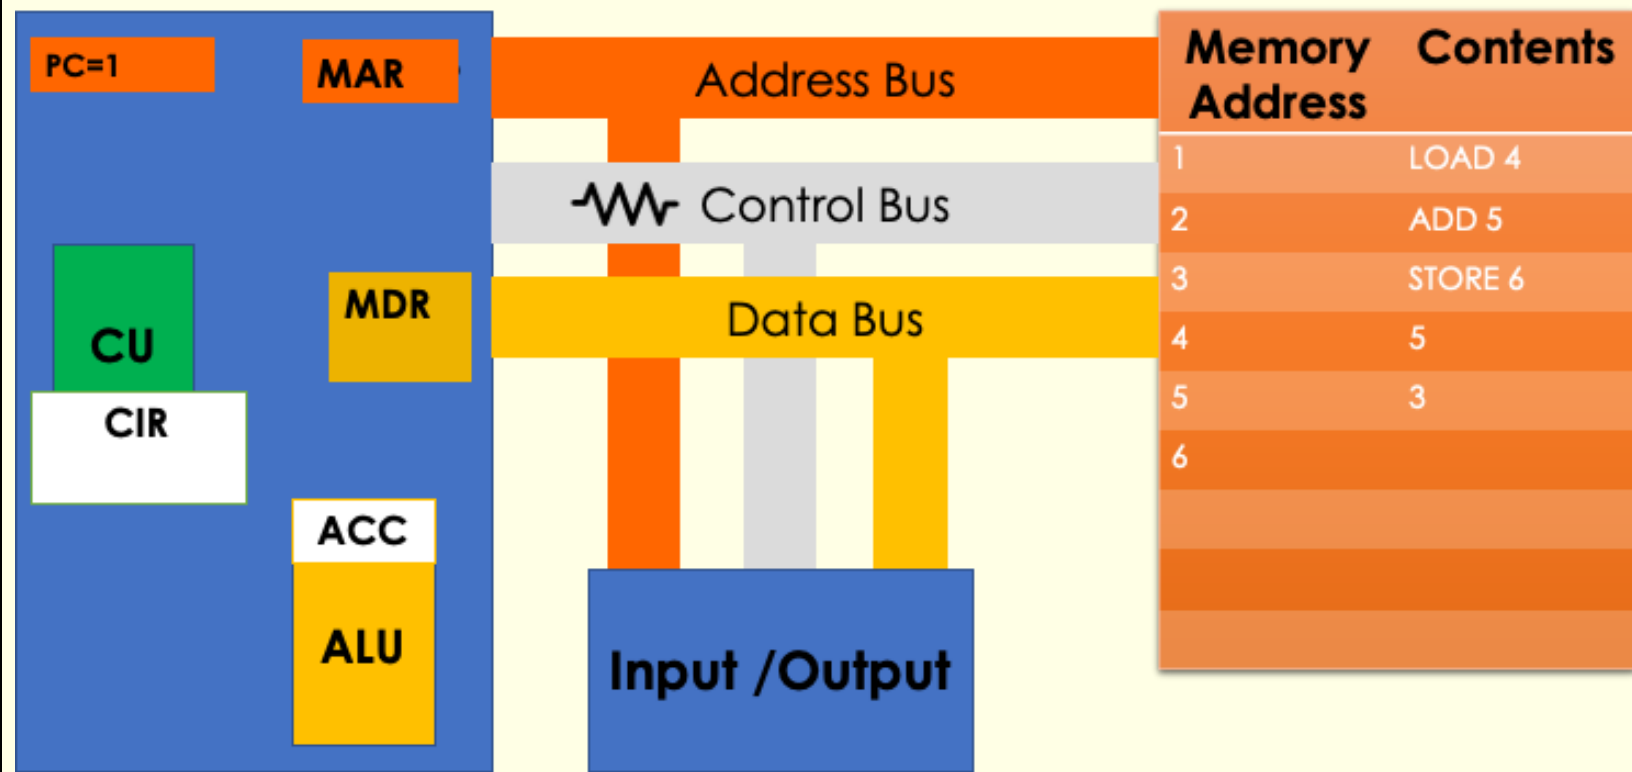 PC=1
MAR
Address Bus
Control Bus
Data Bus
MDR
CU
CIR
ACC
ALU
Input /Output
Memory Address Contents
1 LOAD 4
2 ADD 5
3 STORE 6
4 5
5 3
6